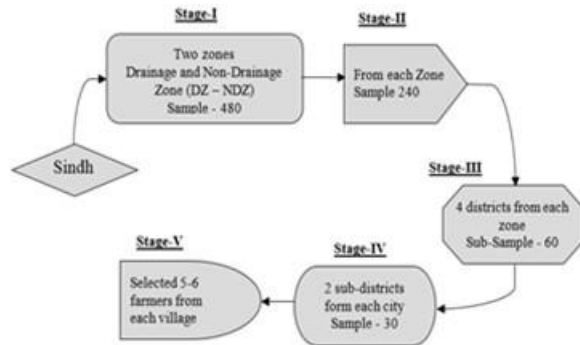 Stage-I
Two zones
Drainage and Non-Drainage
Zone (DZ – NDZ)
Sample - 480
Stage-II
From each Zone
Sample 240
Sindh
Stage-III
4 districts from each
zone
Sub-Sample - 60
Stage-IV
2 sub-districts
form each city
Sample - 30
Stage-V
Selected 5-6
farmers from
each village